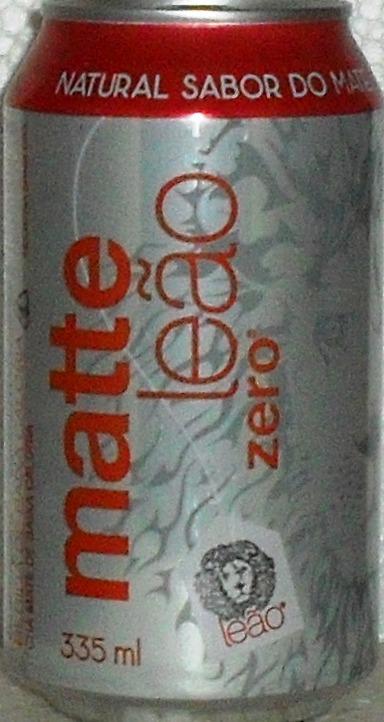 NATURAL SABOR DO MATE
matte
leão
zero
leão
335 ml